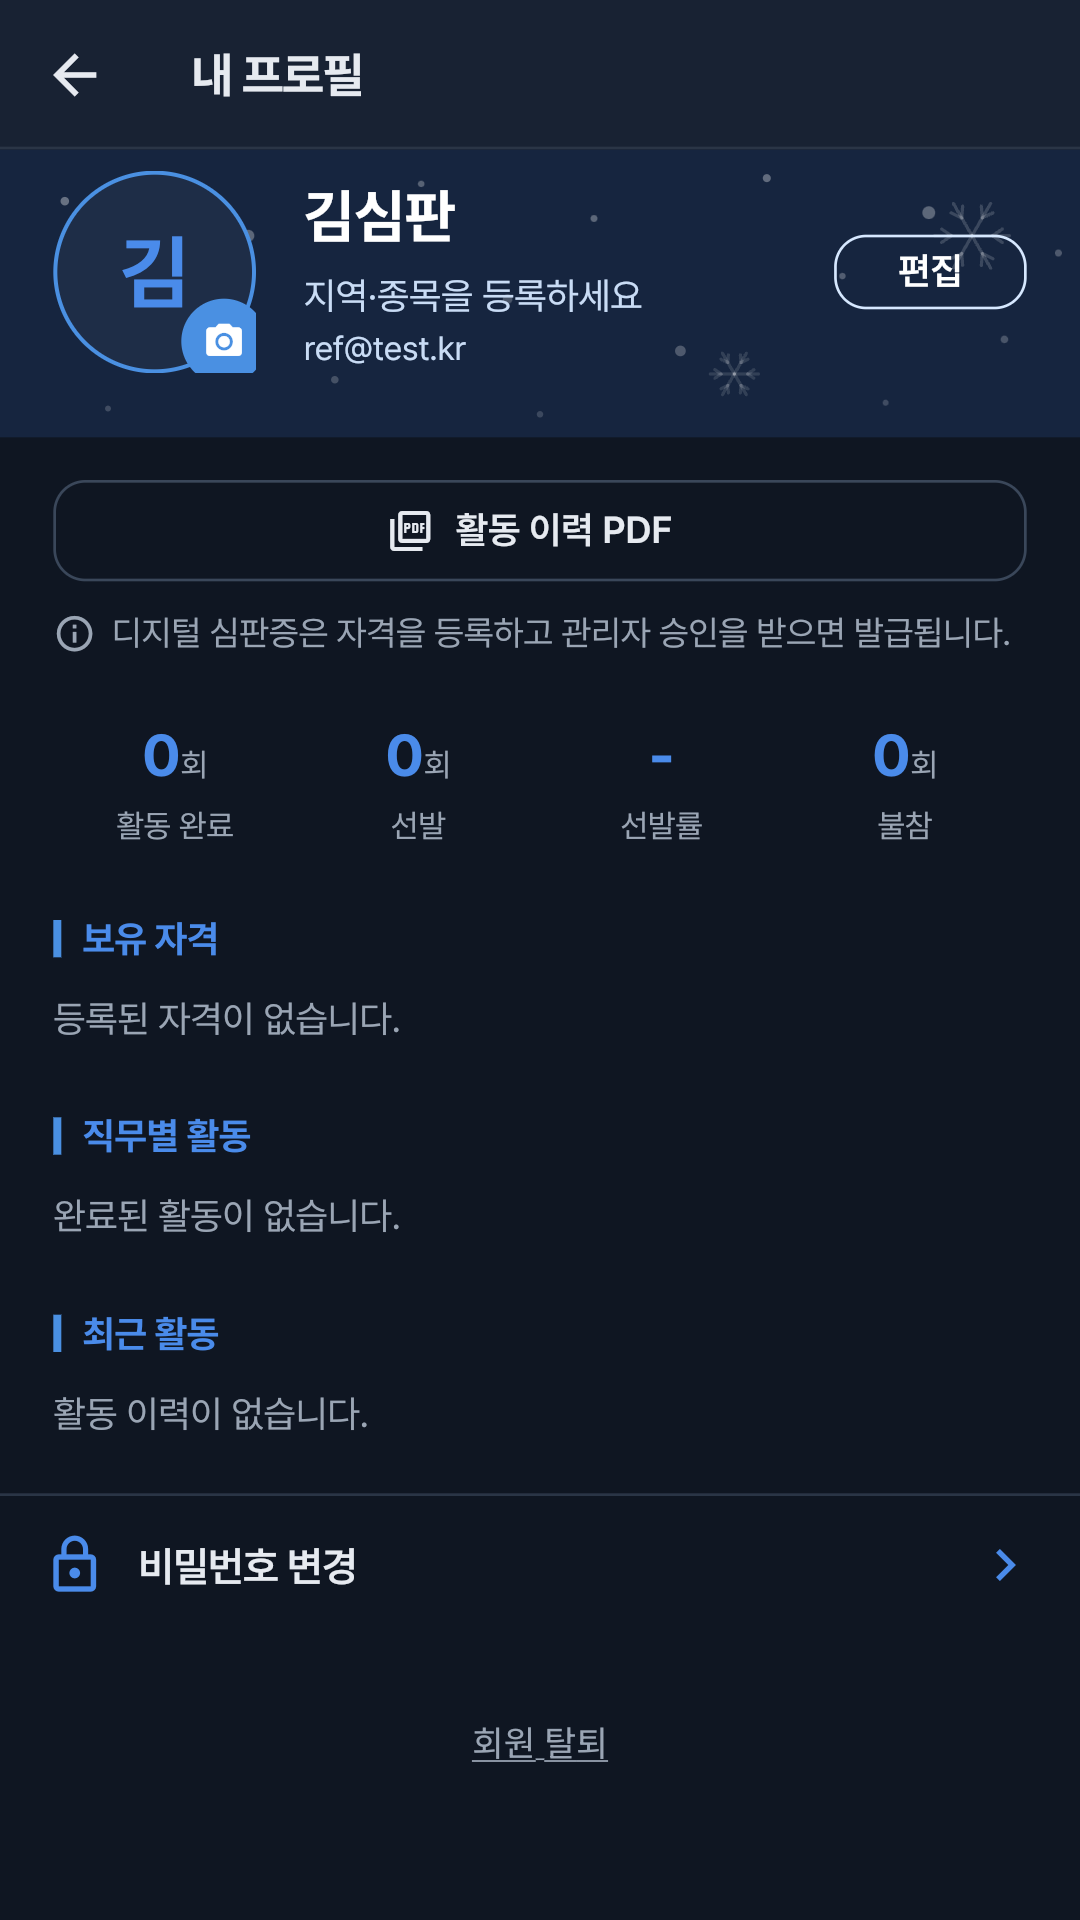 내 프로필
김
김심판
지역·종목을 등록하세요
ref@test.kr
편집
PDF 활동 이력 PDF
디지털 심판증은 자격을 등록하고 관리자 승인을 받으면 발급됩니다.
0회 0회 - 0회
활동 완료 선발 선발률 불참
보유 자격
등록된 자격이 없습니다.
직무별 활동
완료된 활동이 없습니다.
최근 활동
활동 이력이 없습니다.
비밀번호 변경
회원 탈퇴